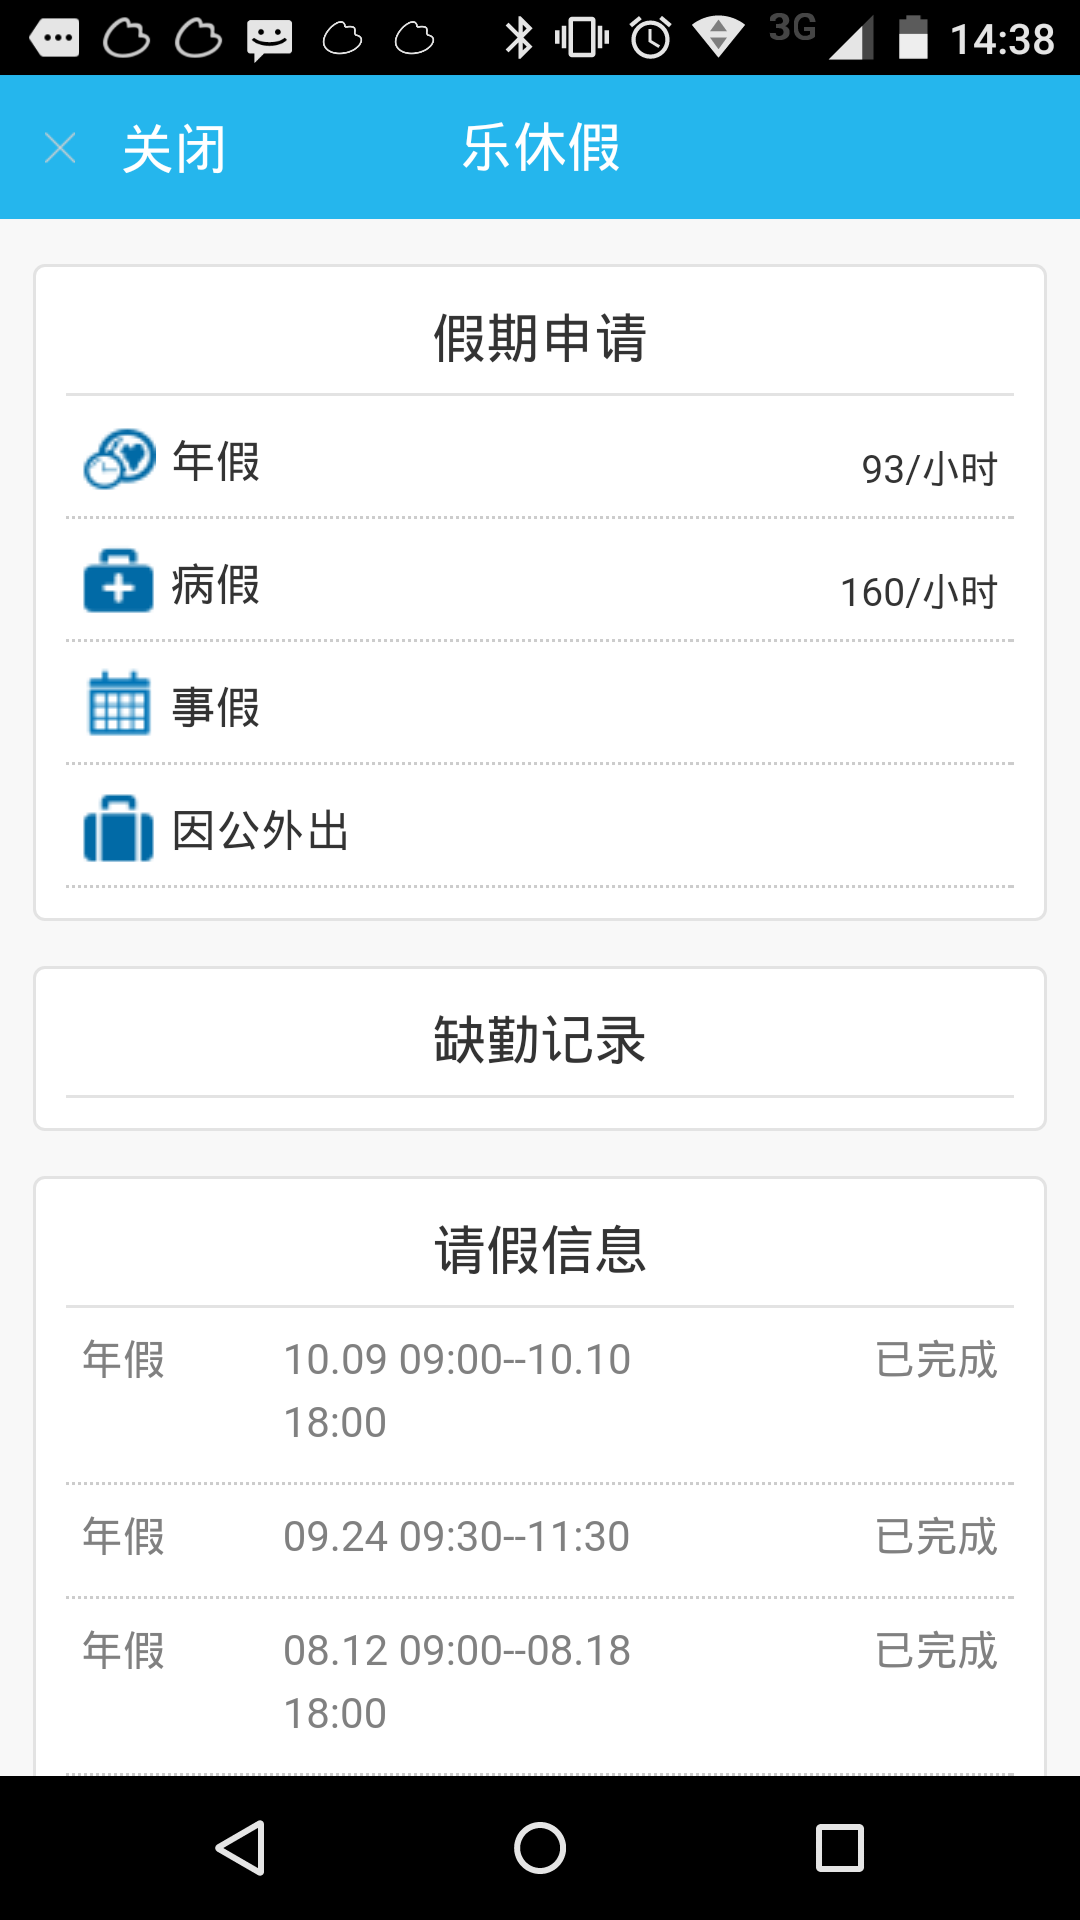 3G 14:38
关闭 乐休假
假期申请
年假 93/小时
病假 160/小时
事假
因公外出
缺勤记录
请假信息
年假 10.09 09:00--10.10 已完成
18:00
年假 09.24 09:30--11:30 已完成
年假 08.12 09:00--08.18 已完成
18:00